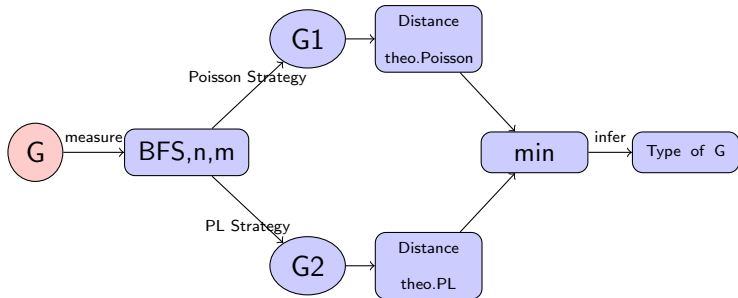 G
measure
BFS,n,m
Poisson Strategy
G1
Distance
theo.Poisson
PL Strategy
G2
Distance
theo.PL
min
infer
Type of G